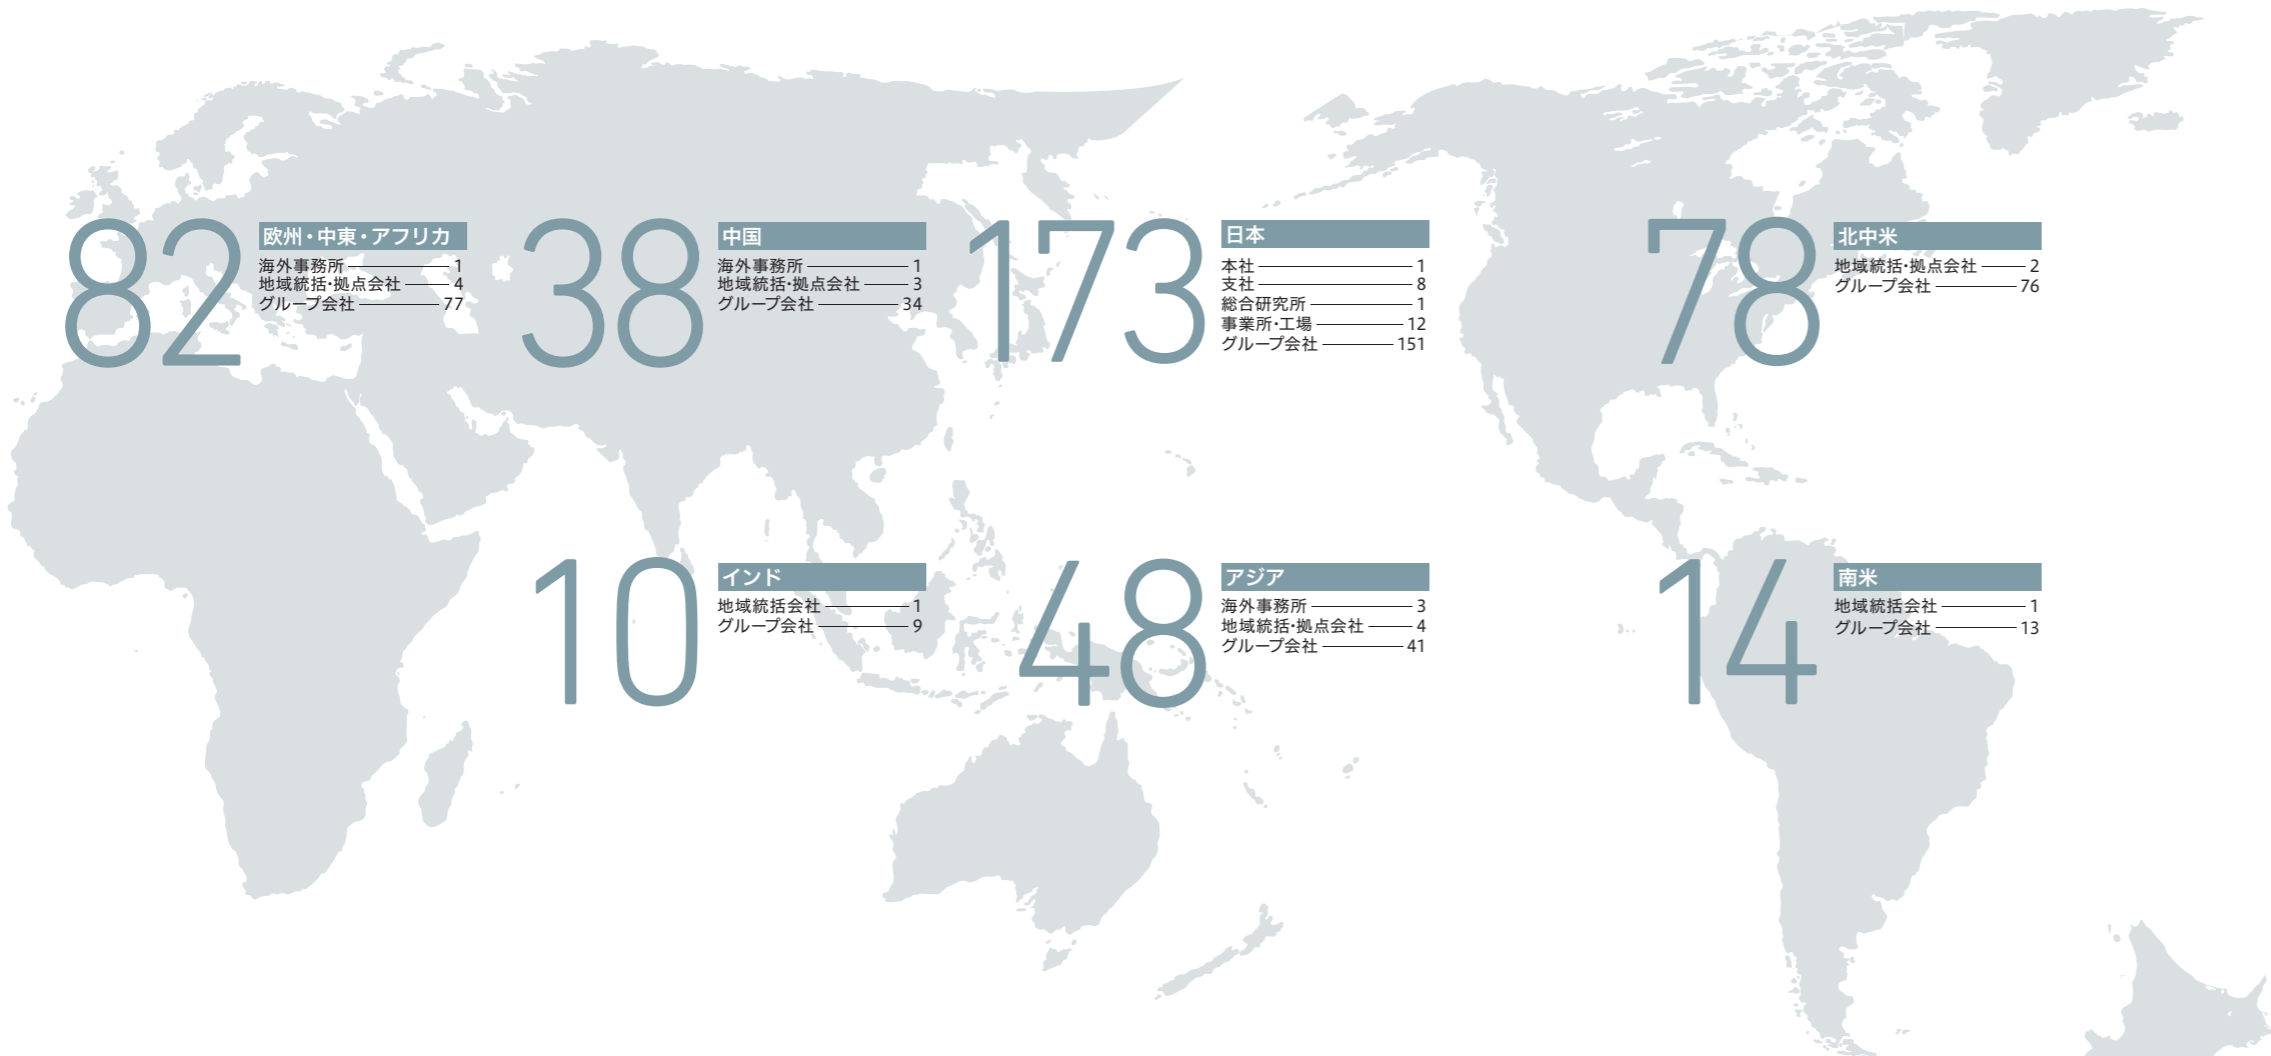 82
欧州・中東・アフリカ
海外事務所 1
地域統括・拠点会社 4
グループ会社 77
38
中国
海外事務所 1
地域統括・拠点会社 3
グループ会社 34
173
日本
本社 1
支社 8
総合研究所 1
事業所・工場 12
グループ会社 151
78
北中米
地域統括・拠点会社 2
グループ会社 76
10
インド
地域統括会社 1
グループ会社 9
48
アジア
海外事務所 3
地域統括・拠点会社 4
グループ会社 41
14
南米
地域統括会社 1
グループ会社 13